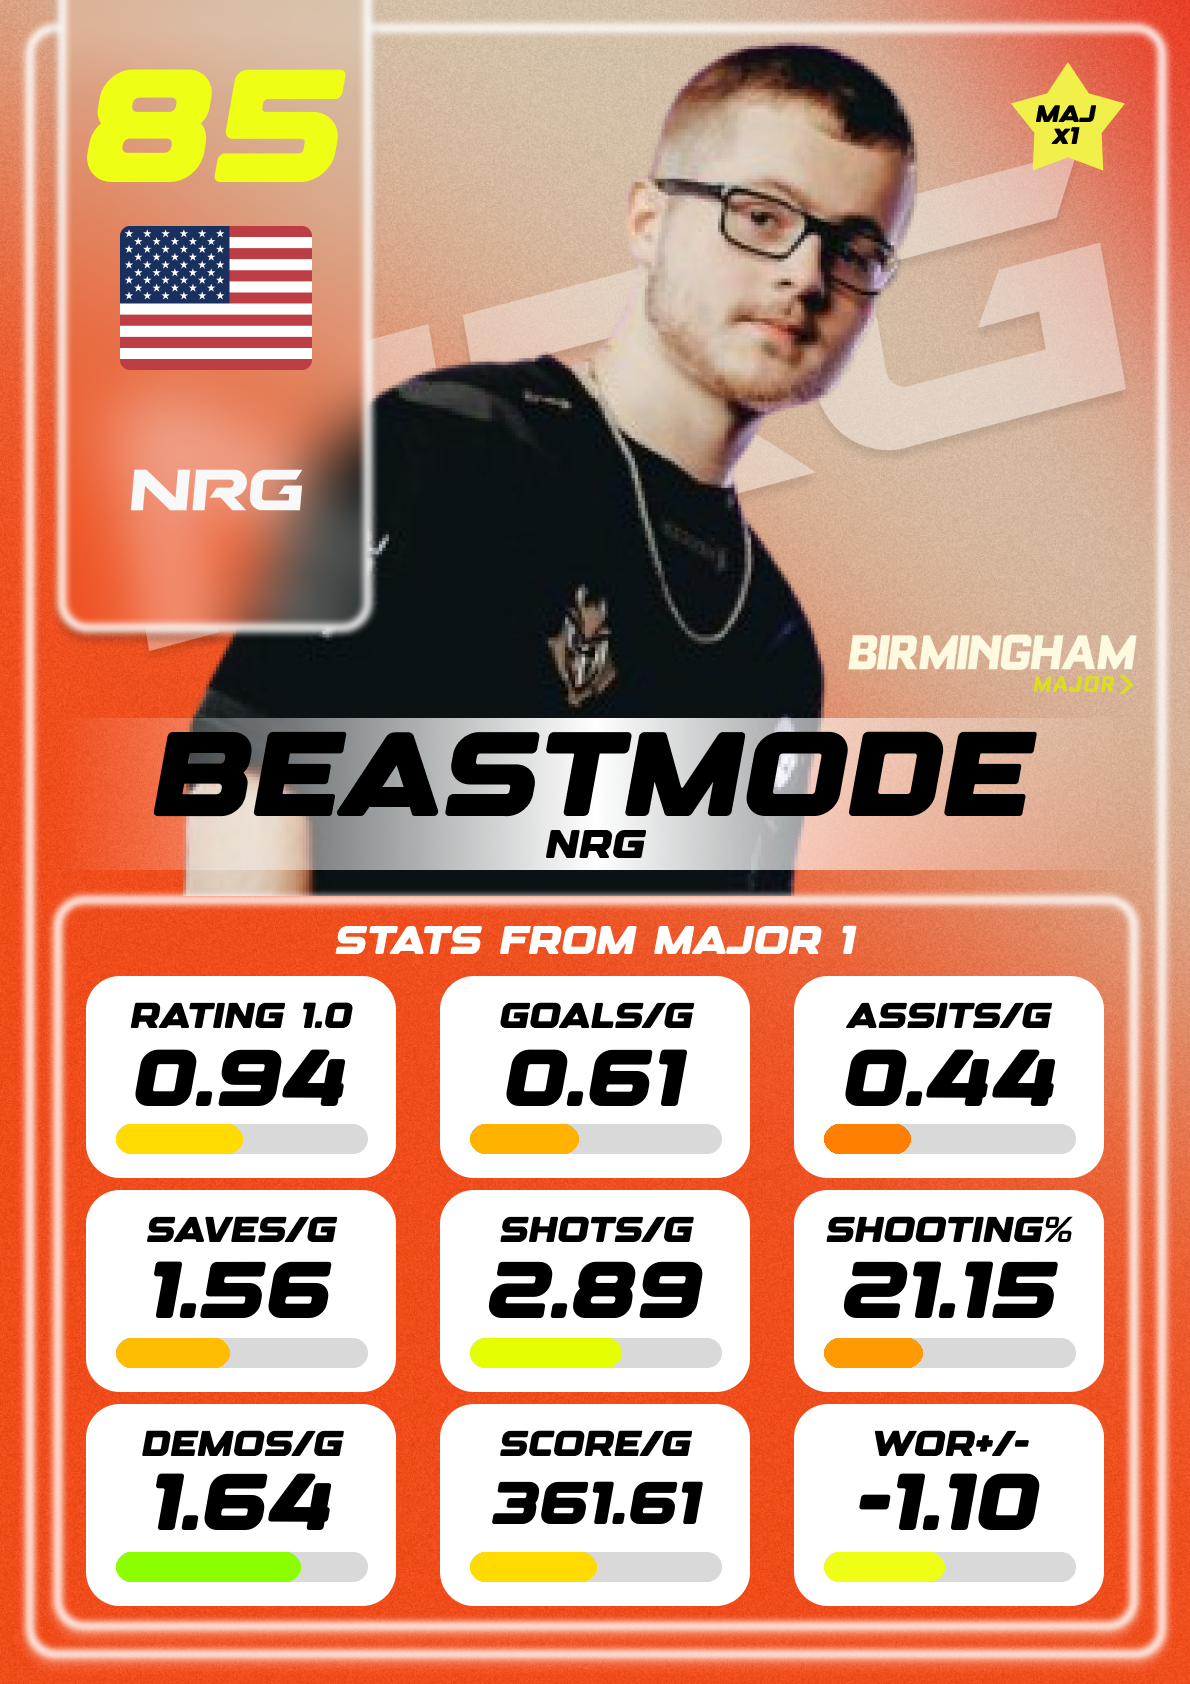 85
MAJ
x1
NRG
NRG
BIRMINGHAM
MAJOR >
BEASTMODE
NRG
STATS FROM MAJOR 1
RATING 1.0
0.94
GOALS/G
0.61
ASSITS/G
0.44
SAVES/G
1.56
SHOTS/G
2.89
SHOOTING%
21.15
DEMOS/G
1.64
SCORE/G
361.61
WOR+/-
-1.10